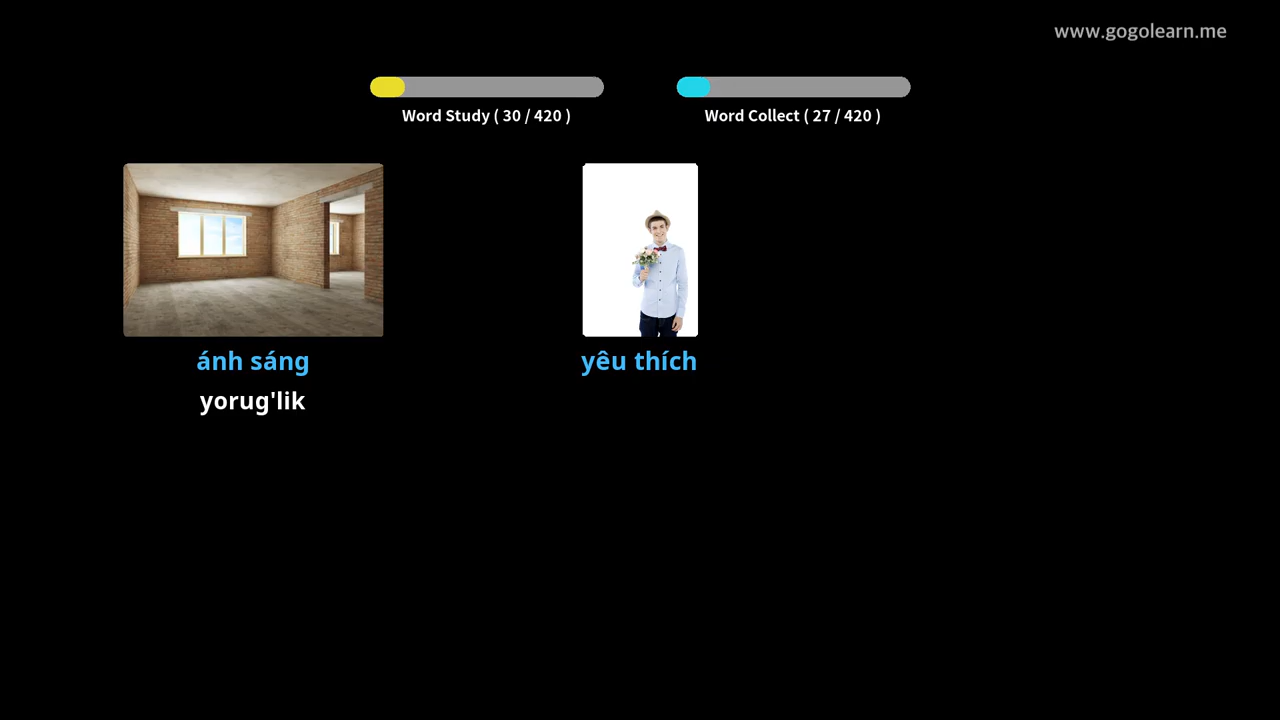 www.gogolearn.me
Word Study ( 30 / 420 )
Word Collect ( 27 / 420 )
ánh sáng
yêu thích
yorug'lik